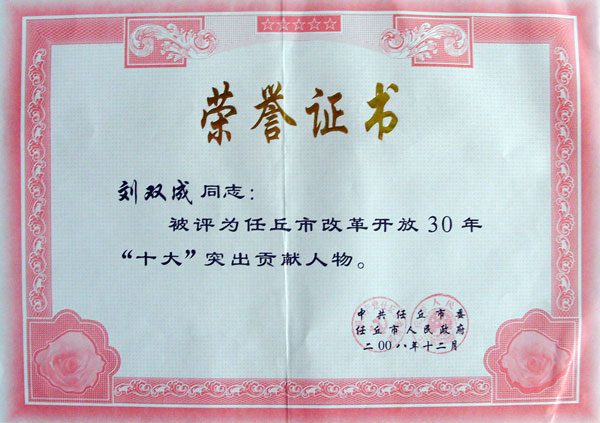 荣誉证书
刘双成 同志：
被评为任丘市改革开放30年
“十大”突出贡献人物。
中共任丘市委
任丘市人民政府
二00八年十二月